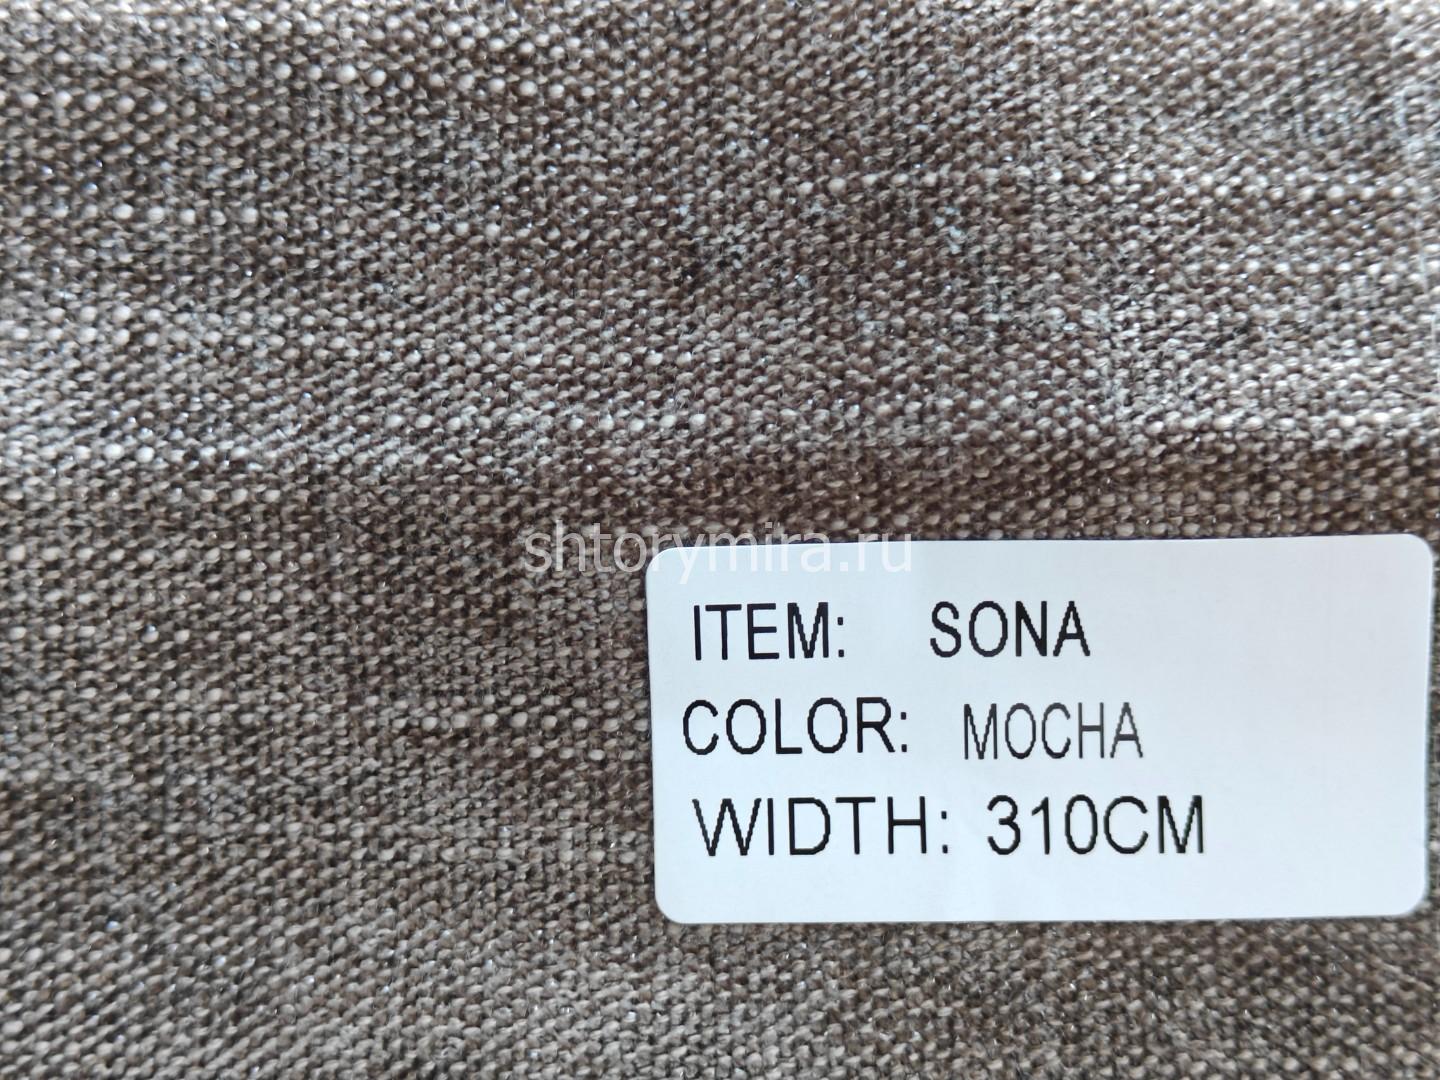 shtorymira.ru
ITEM: SONA
COLOR: MOCHA
WIDTH: 310CM